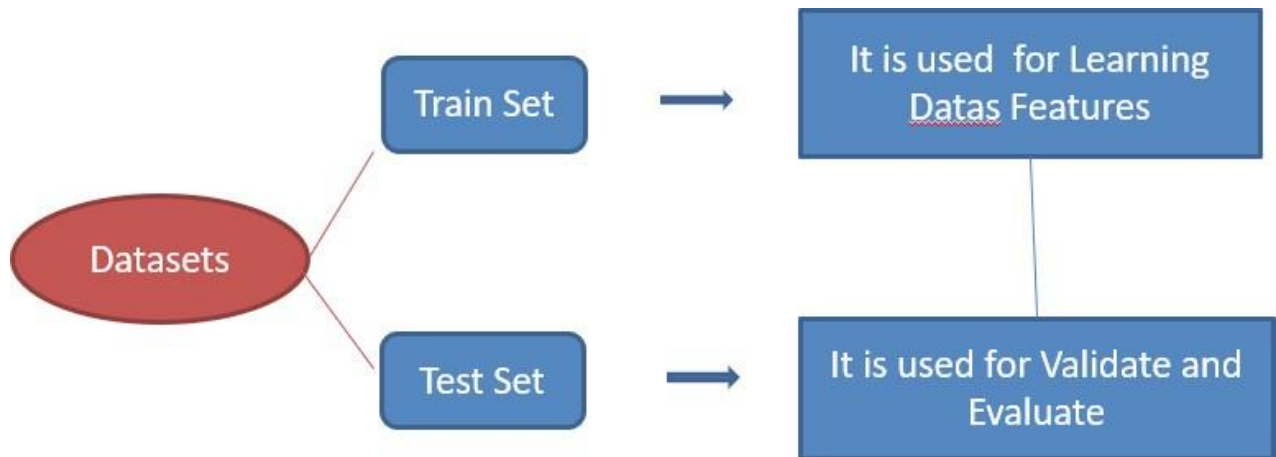 Train Set
It is used for Learning
Datas Features
Datasets
Test Set
It is used for Validate and
Evaluate